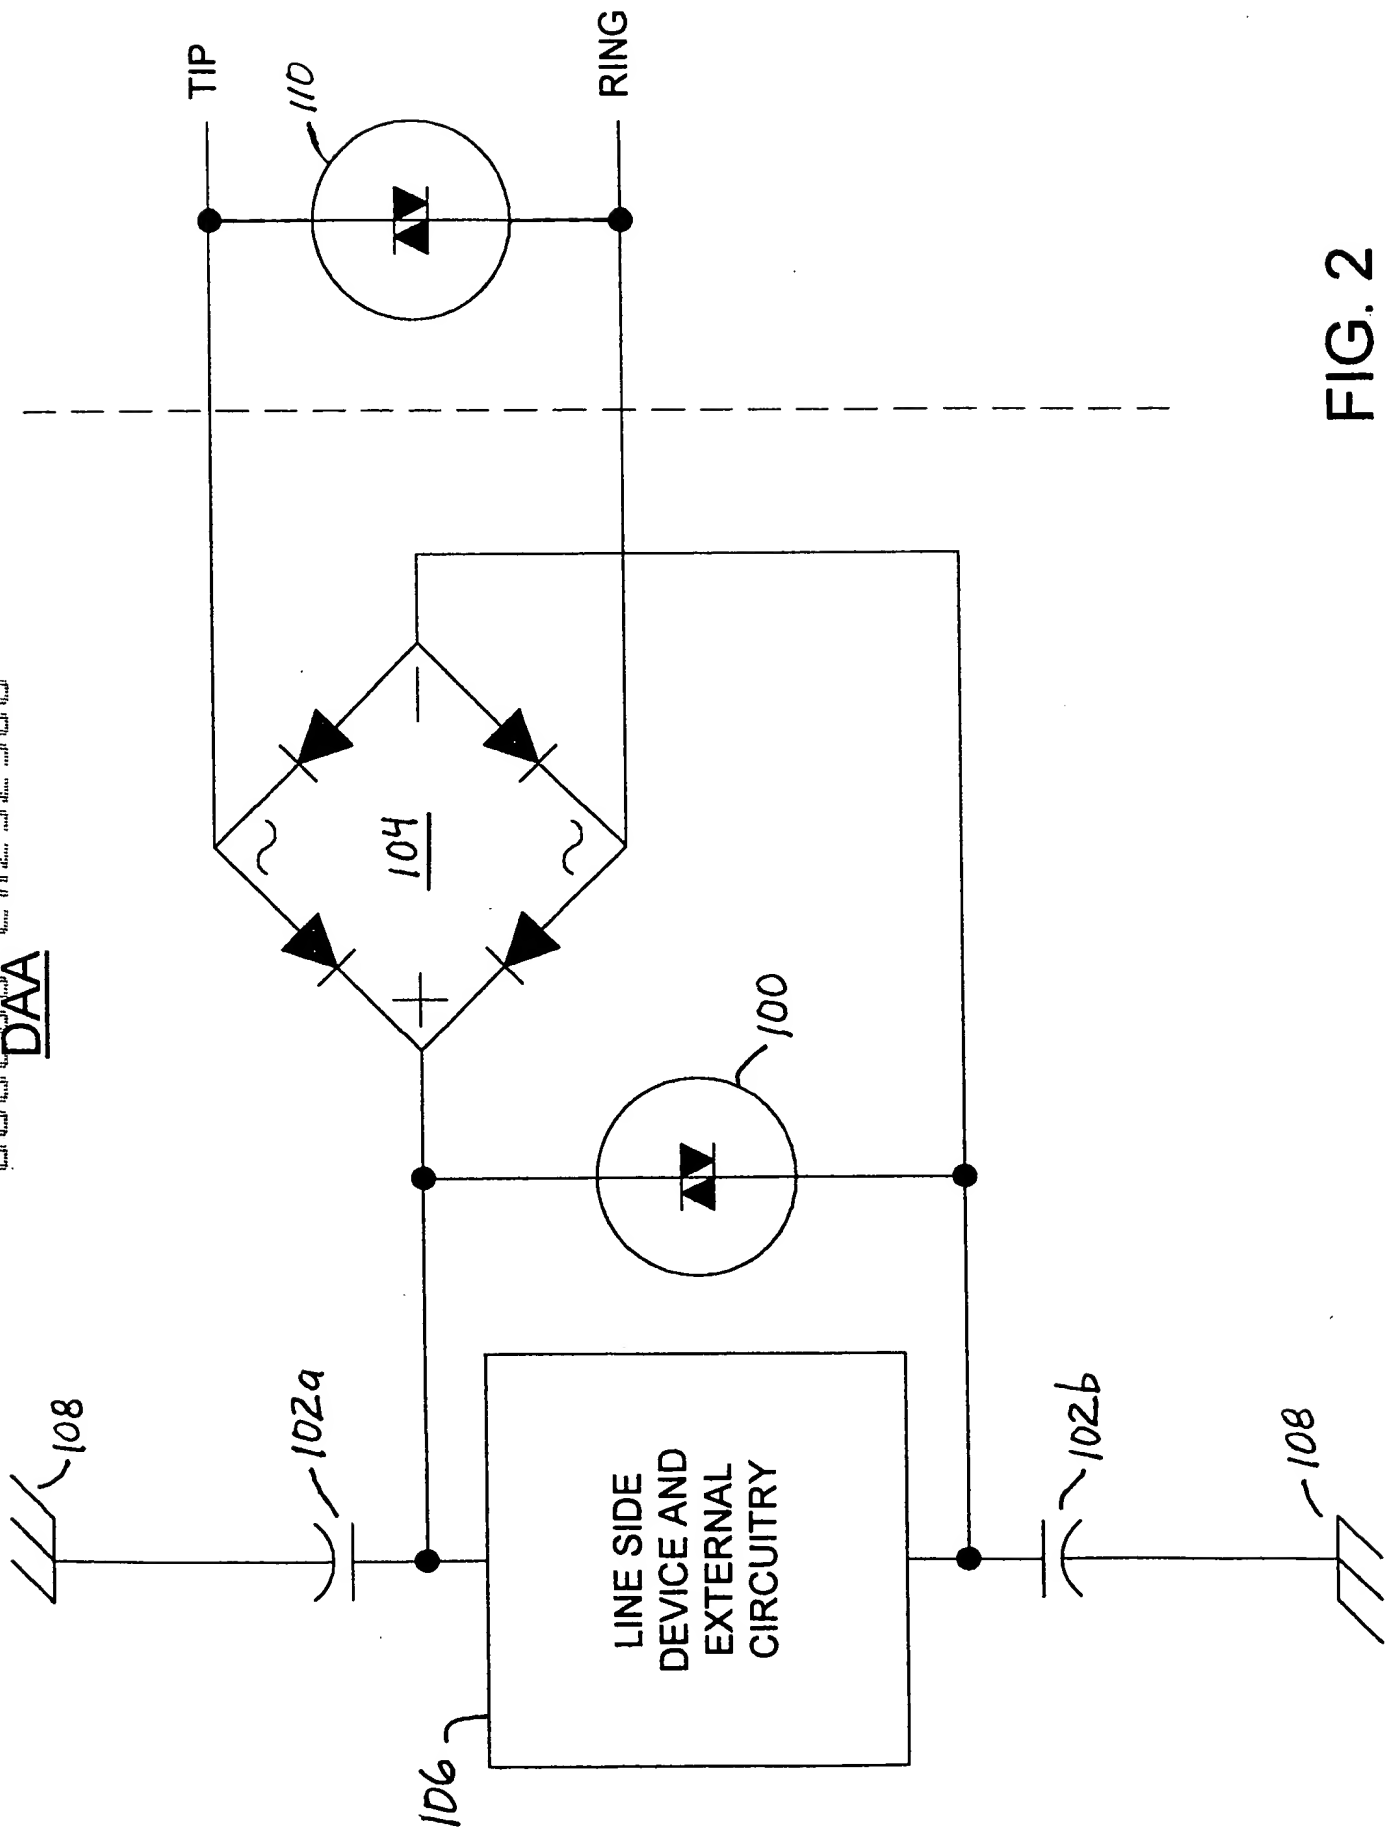 DAA
TIP
110
RING
104
~
~
+
—
100
108
102a
LINE SIDE
DEVICE AND
EXTERNAL
CIRCUITRY
106
102b
108
FIG. 2